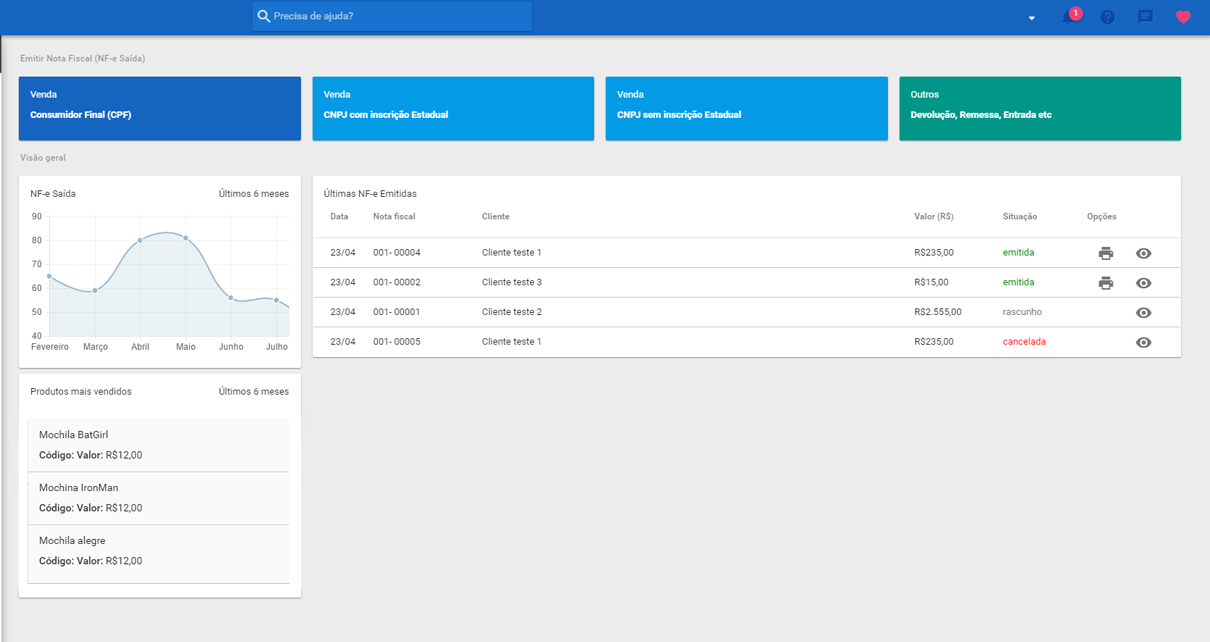 Precisa de ajuda?
1
Emitir Nota Fiscal (NF-e Saída)
Venda
Consumidor Final (CPF)
Venda
CNPJ com inscrição Estadual
Venda
CNPJ sem inscrição Estadual
Outros
Devolução, Remessa, Entrada etc
Visão geral
NF-e Saída Últimos 6 meses
90
80
70
60
50
40
Fevereiro Março Abril Maio Junho Julho
Últimas NF-e Emitidas
Data Nota fiscal Cliente Valor (R$) Situação Opções
23/04 001- 00004 Cliente teste 1 R$235,00 emitida
23/04 001- 00002 Cliente teste 3 R$15,00 emitida
23/04 001- 00001 Cliente teste 2 R$2.555,00 rascunho
23/04 001- 00005 Cliente teste 1 R$235,00 cancelada
Produtos mais vendidos Últimos 6 meses
Mochila BatGirl
Código: Valor: R$12,00
Mochina IronMan
Código: Valor: R$12,00
Mochila alegre
Código: Valor: R$12,00